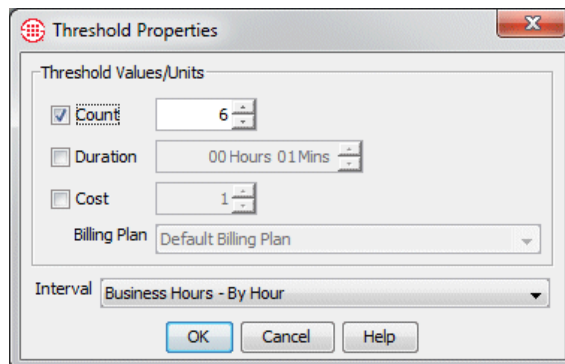 Threshold Properties
Threshold Values/Units
Count 6
Duration 00 Hours 01 Mins
Cost 1
Billing Plan Default Billing Plan
Interval Business Hours - By Hour
OK Cancel Help